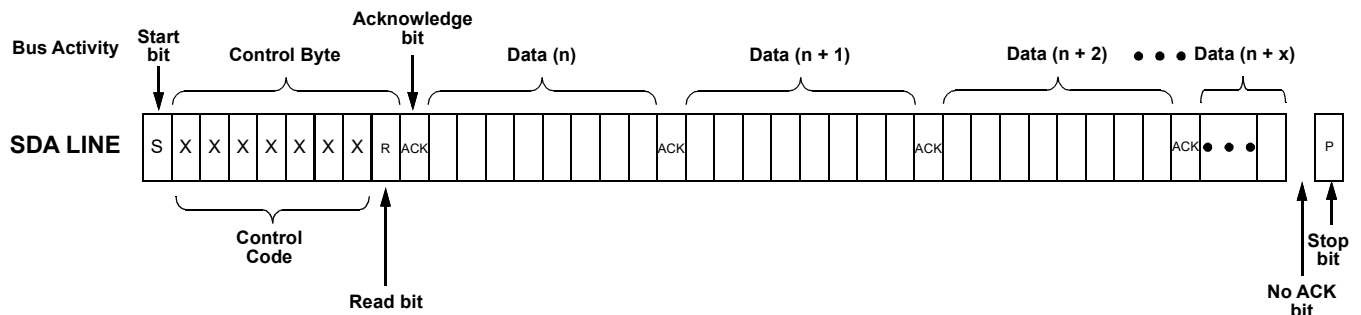 Bus Activity
Start
bit
Control Byte
Acknowledge
bit
Data (n)
Data (n + 1)
Data (n + 2) ● ● ● Data (n + x)
SDA LINE
S X X X X X X X R ACK ACK ACK ACK ● ● ● P
Control
Code
Read bit
No ACK
bit
Stop
bit